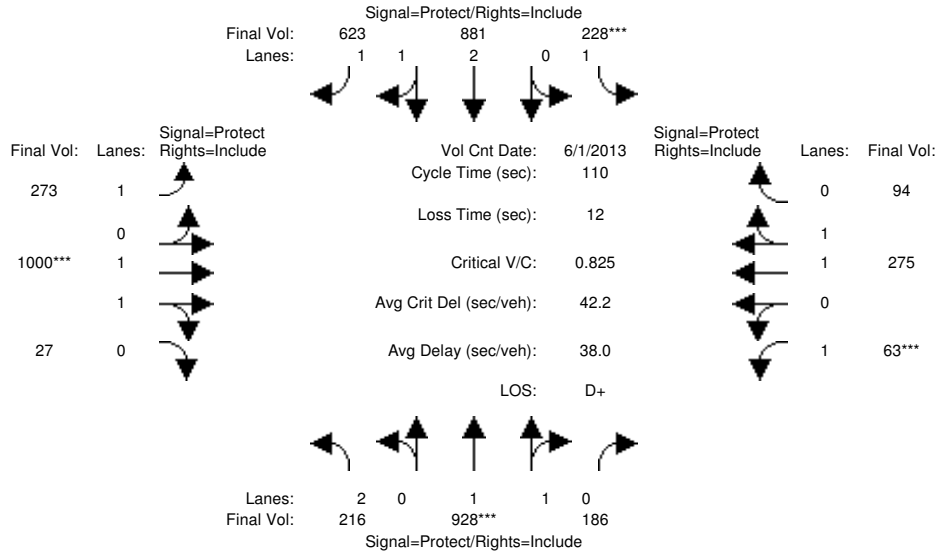 Signal=Protect/Rights=Include
Final Vol: 623 881 228***
Lanes: 1 1 2 0 1
Signal=Protect Signal=Protect
Final Vol: Lanes: Rights=Include Vol Cnt Date: 6/1/2013 Rights=Include Lanes: Final Vol:
Cycle Time (sec): 110
273 1 0 94
Loss Time (sec): 12
0 1
1000*** 1 Critical V/C: 0.825 1 275
1 Avg Crit Del (sec/veh): 42.2 0
27 0 Avg Delay (sec/veh): 38.0 1 63***
LOS: D+
Lanes: 2 0 1 1 0
Final Vol: 216 928*** 186
Signal=Protect/Rights=Include